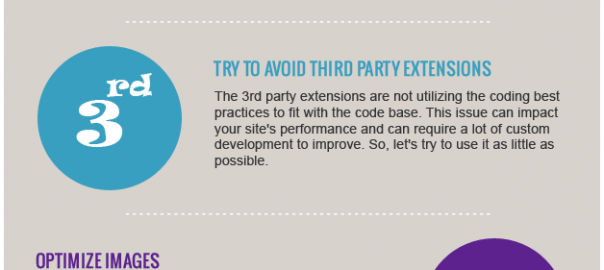 3rd
TRY TO AVOID THIRD PARTY EXTENSIONS
The 3rd party extensions are not utilizing the coding best
practices to fit with the code base. This issue can impact
your site's performance and can require a lot of custom
development to improve. So, let's try to use it as little as
possible.
OPTIMIZE IMAGES